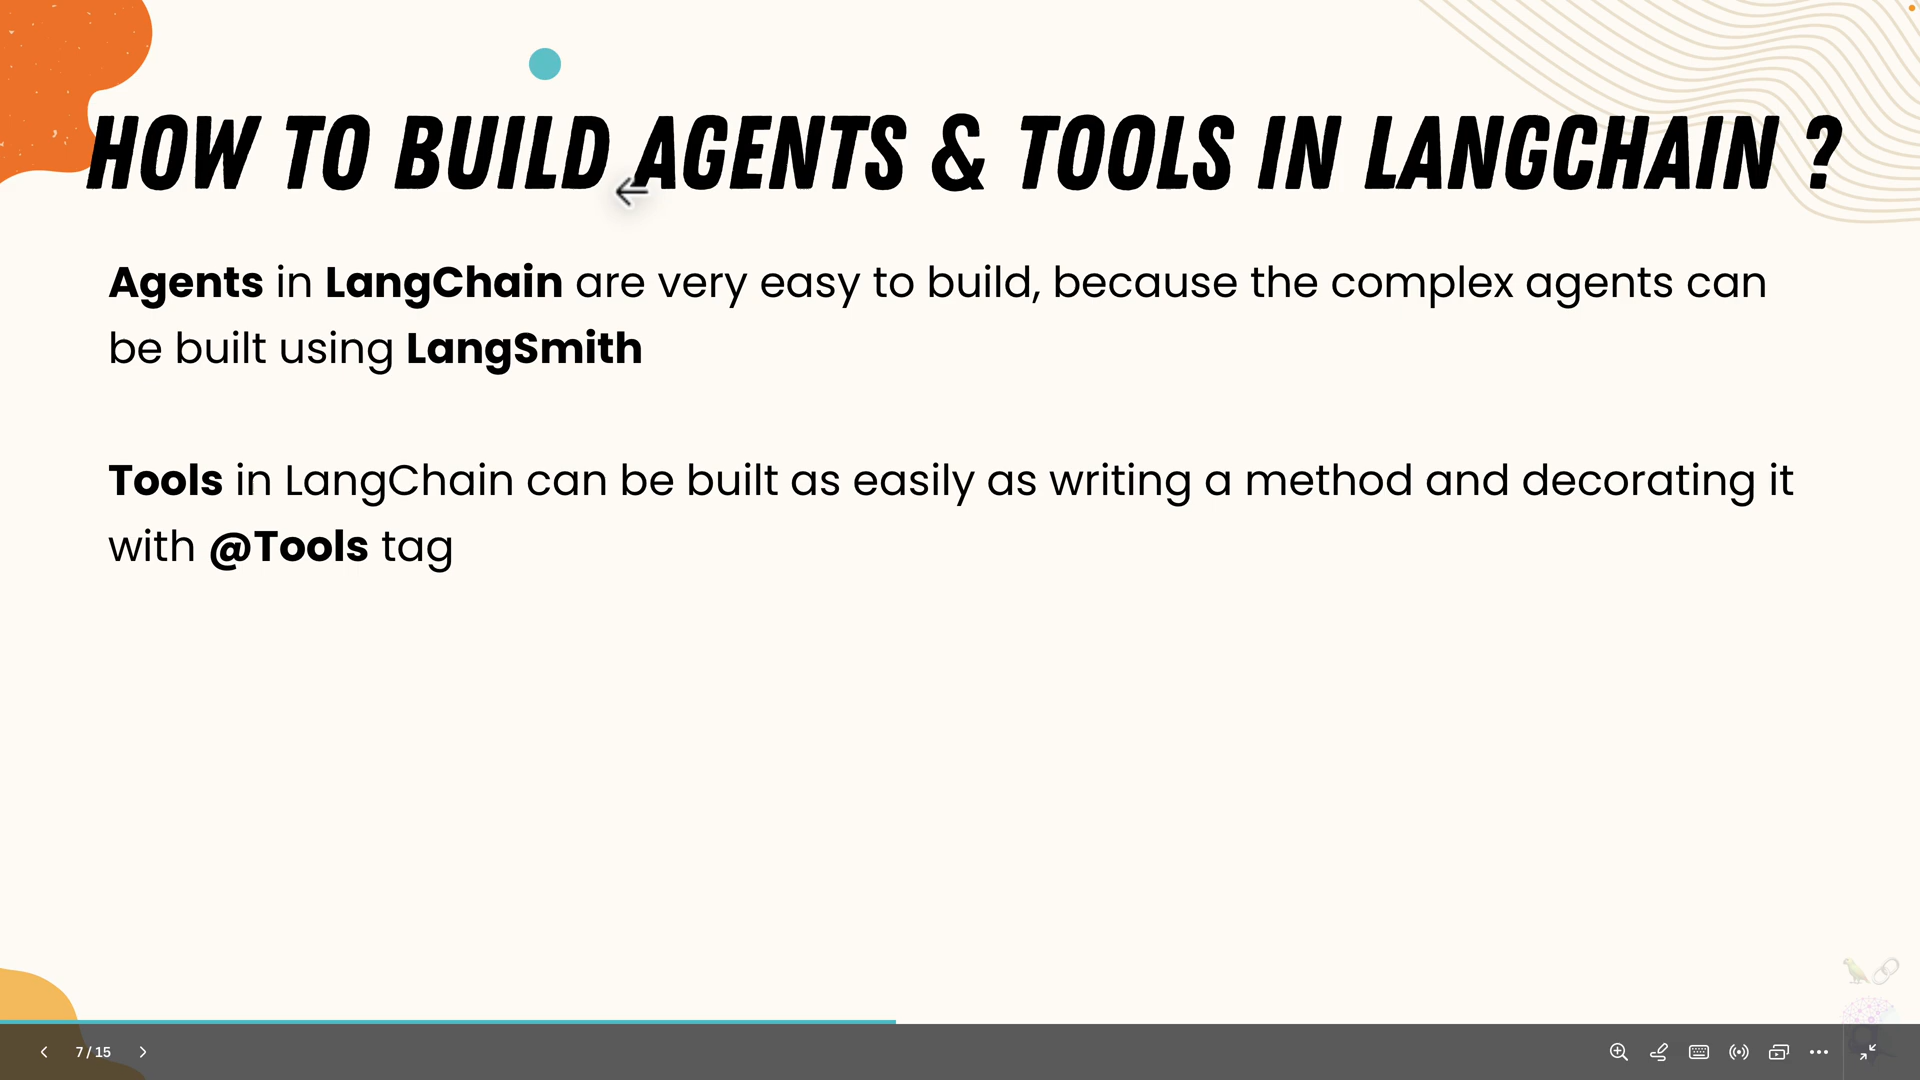 HOW TO BUILD AGENTS & TOOLS IN LANGCHAIN ?
Agents in LangChain are very easy to build, because the complex agents can
be built using LangSmith
Tools in LangChain can be built as easily as writing a method and decorating it
with @Tools tag
7 / 15